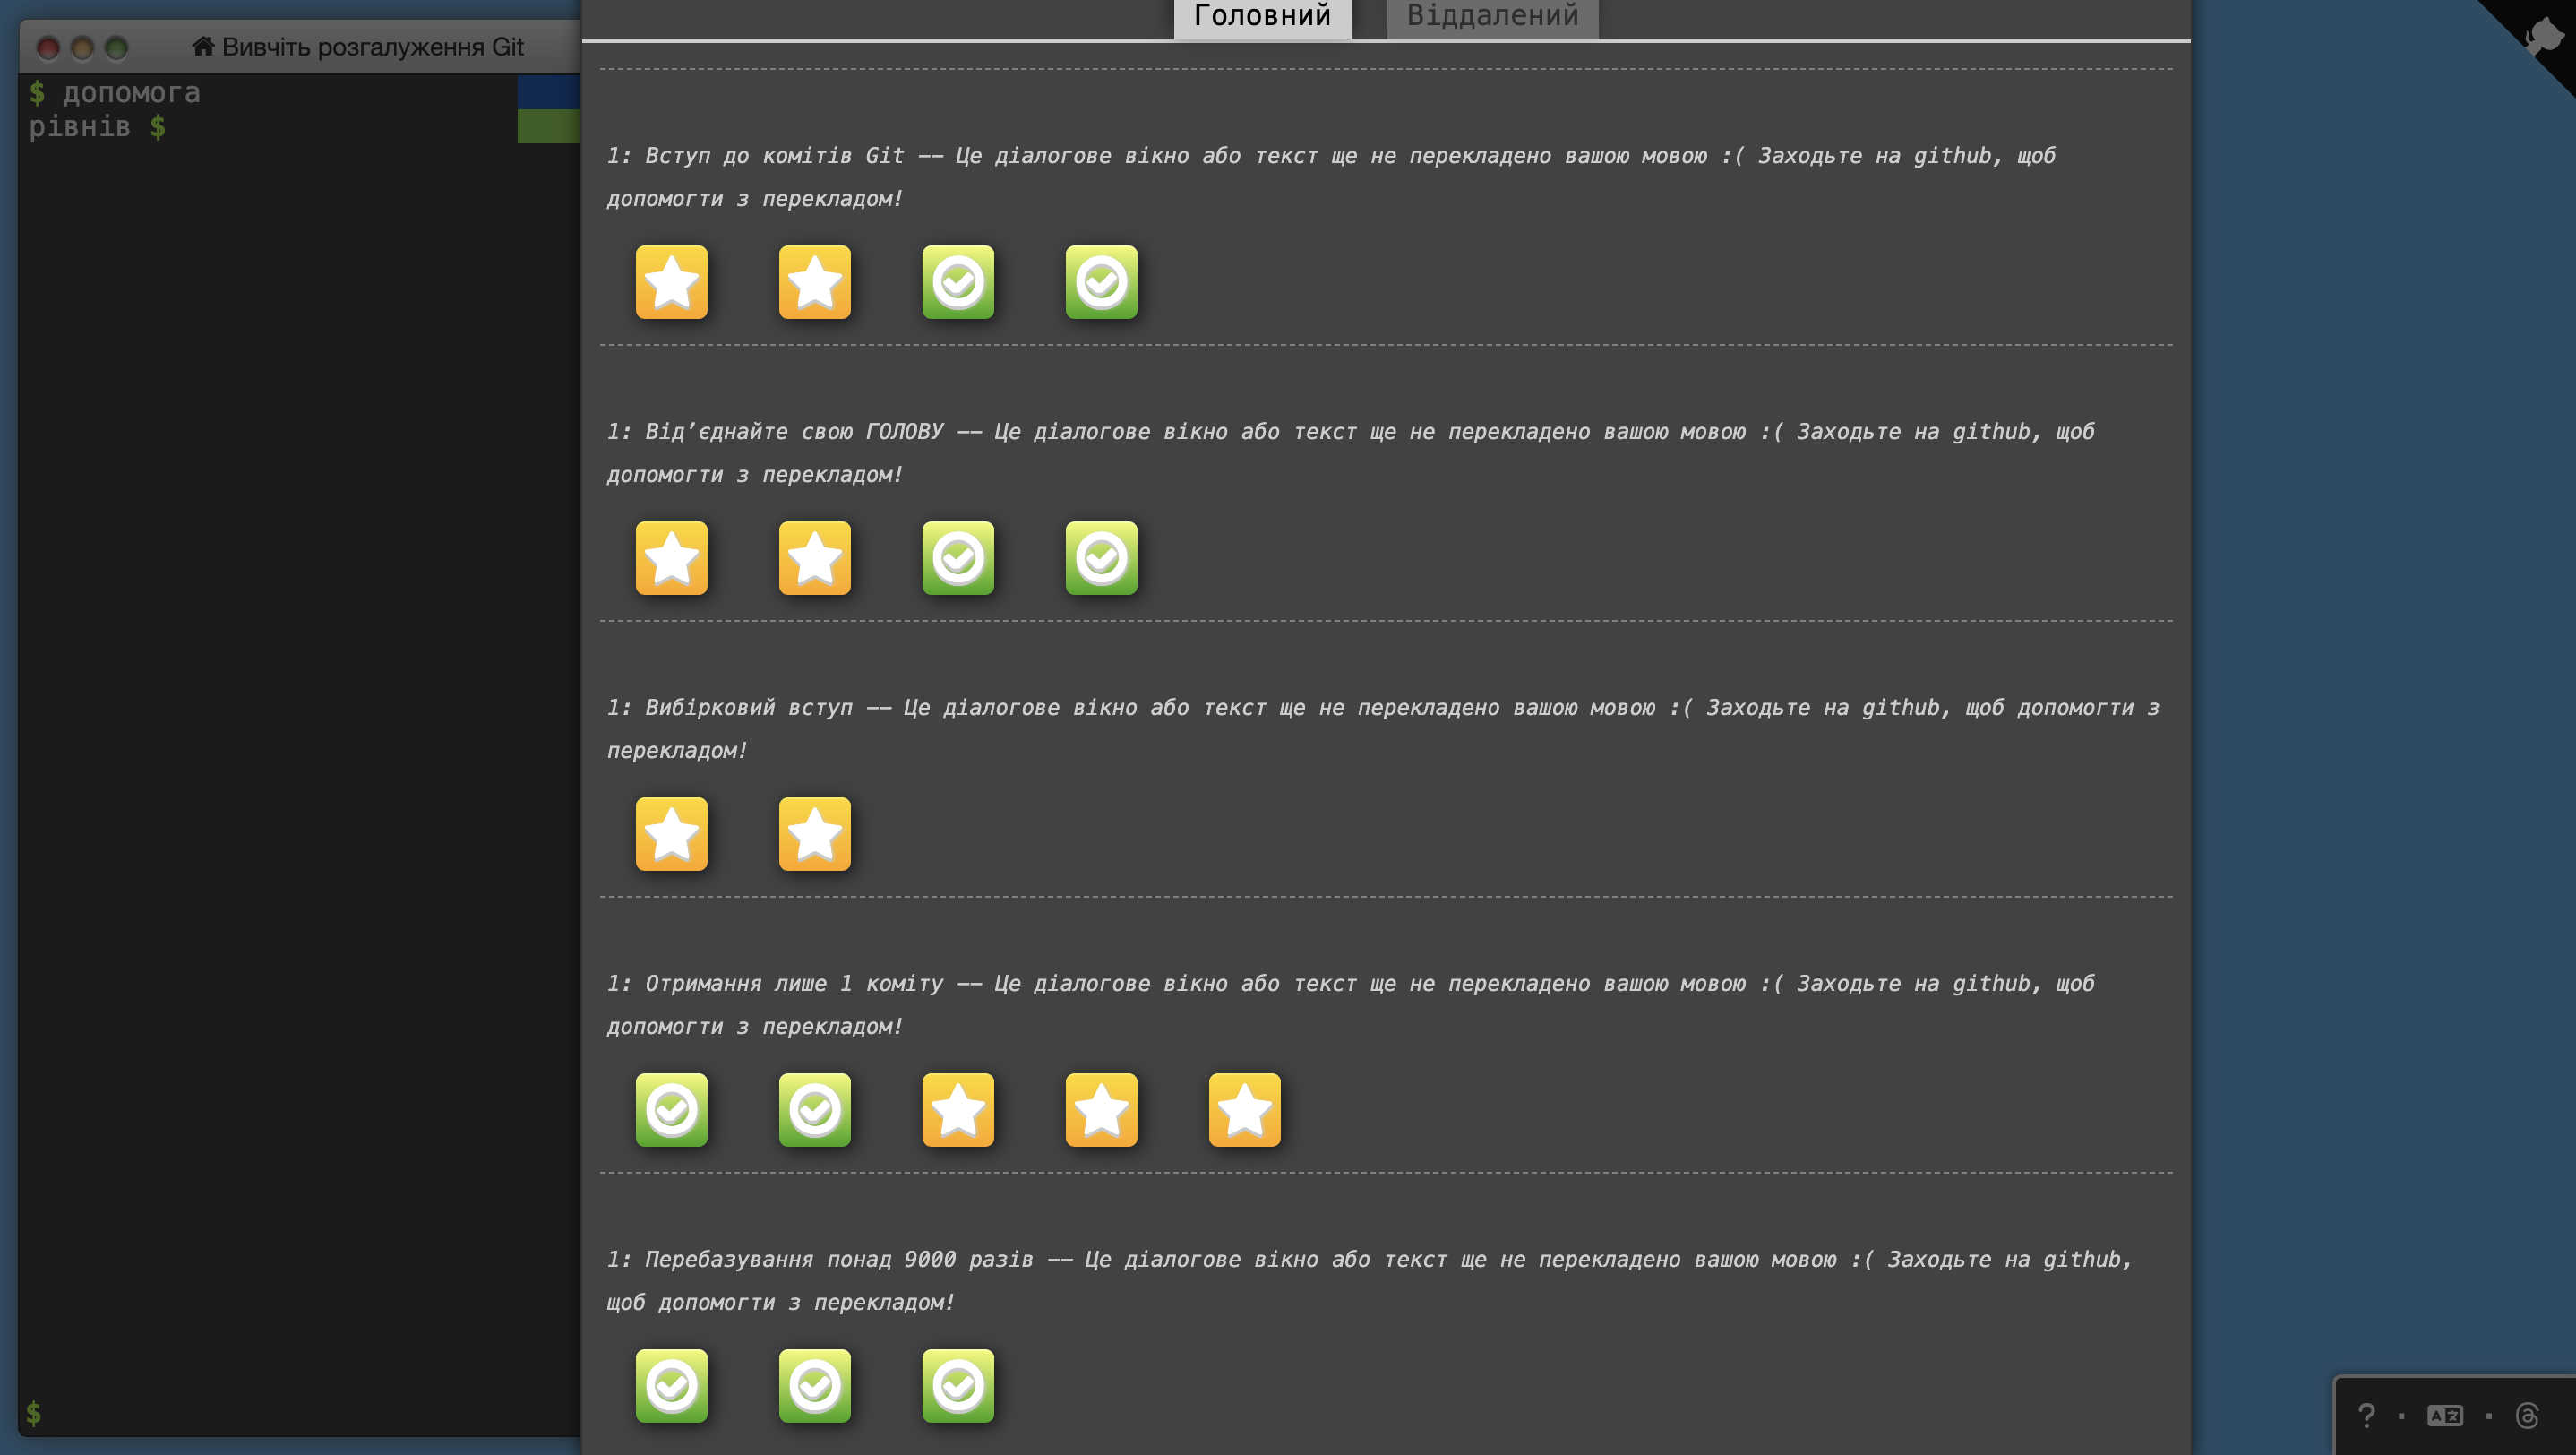 Вивчіть розгалуження Git
$ допомога
рівнів $
$
Головний
Віддалений
1: Вступ до комітів Git -- Це діалогове вікно або текст ще не перекладено вашою мовою :( Заходьте на github, щоб
допомогти з перекладом!
1: Від’єднайте свою ГОЛОВУ -- Це діалогове вікно або текст ще не перекладено вашою мовою :( Заходьте на github, щоб
допомогти з перекладом!
1: Вибірковий вступ -- Це діалогове вікно або текст ще не перекладено вашою мовою :( Заходьте на github, щоб допомогти з
перекладом!
1: Отримання лише 1 коміту -- Це діалогове вікно або текст ще не перекладено вашою мовою :( Заходьте на github, щоб
допомогти з перекладом!
1: Перебазування понад 9000 разів -- Це діалогове вікно або текст ще не перекладено вашою мовою :( Заходьте на github,
щоб допомогти з перекладом!
? · A文 ·